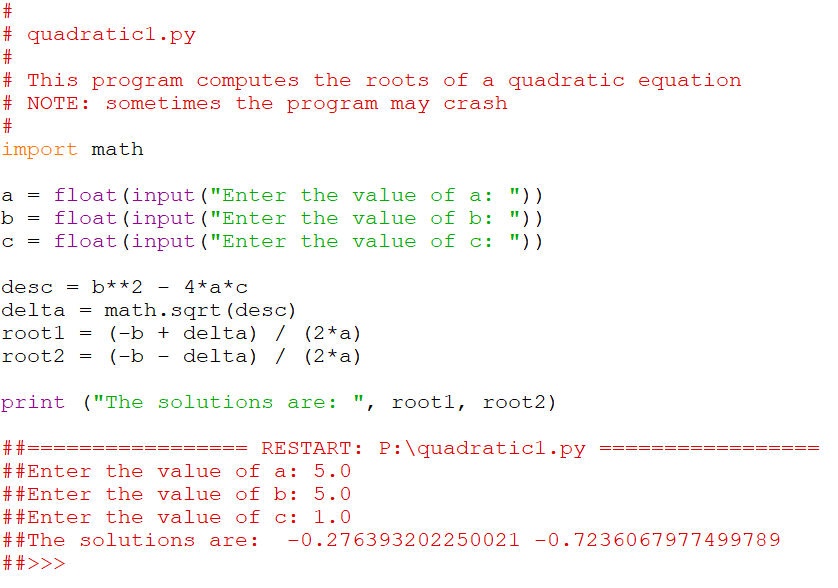 #
# quadratic1.py
#
# This program computes the roots of a quadratic equation
# NOTE: sometimes the program may crash
#
import math

a = float(input("Enter the value of a: "))
b = float(input("Enter the value of b: "))
c = float(input("Enter the value of c: "))

desc = b**2 - 4*a*c
delta = math.sqrt(desc)
root1 = (-b + delta) / (2*a)
root2 = (-b - delta) / (2*a)

print ("The solutions are: ", root1, root2)

##================= RESTART: P:\quadratic1.py =================
##Enter the value of a: 5.0
##Enter the value of b: 5.0
##Enter the value of c: 1.0
##The solutions are:  -0.276393202250021 -0.7236067977499789
##>>>